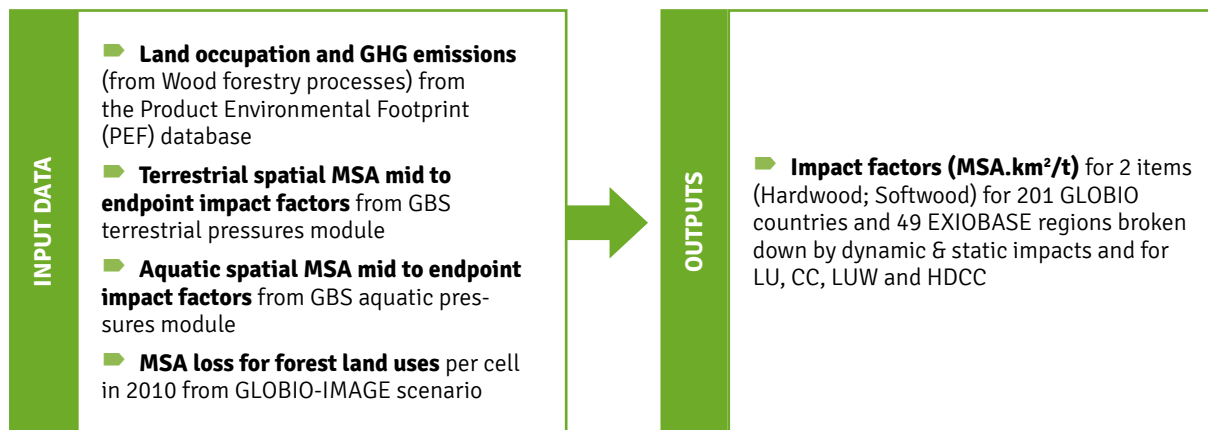 INPUT DATA
Land occupation and GHG emissions
(from Wood forestry processes) from
the Product Environmental Footprint
(PEF) database
Terrestrial spatial MSA mid to
endpoint impact factors from GBS
terrestrial pressures module
Aquatic spatial MSA mid to endpoint
impact factors from GBS aquatic pres-
sures module
MSA loss for forest land uses per cell
in 2010 from GLOBIO-IMAGE scenario
OUTPUTS
Impact factors (MSA.km²/t) for 2 items
(Hardwood; Softwood) for 201 GLOBIO
countries and 49 EXIOBASE regions broken
down by dynamic & static impacts and for
LU, CC, LUW and HDCC